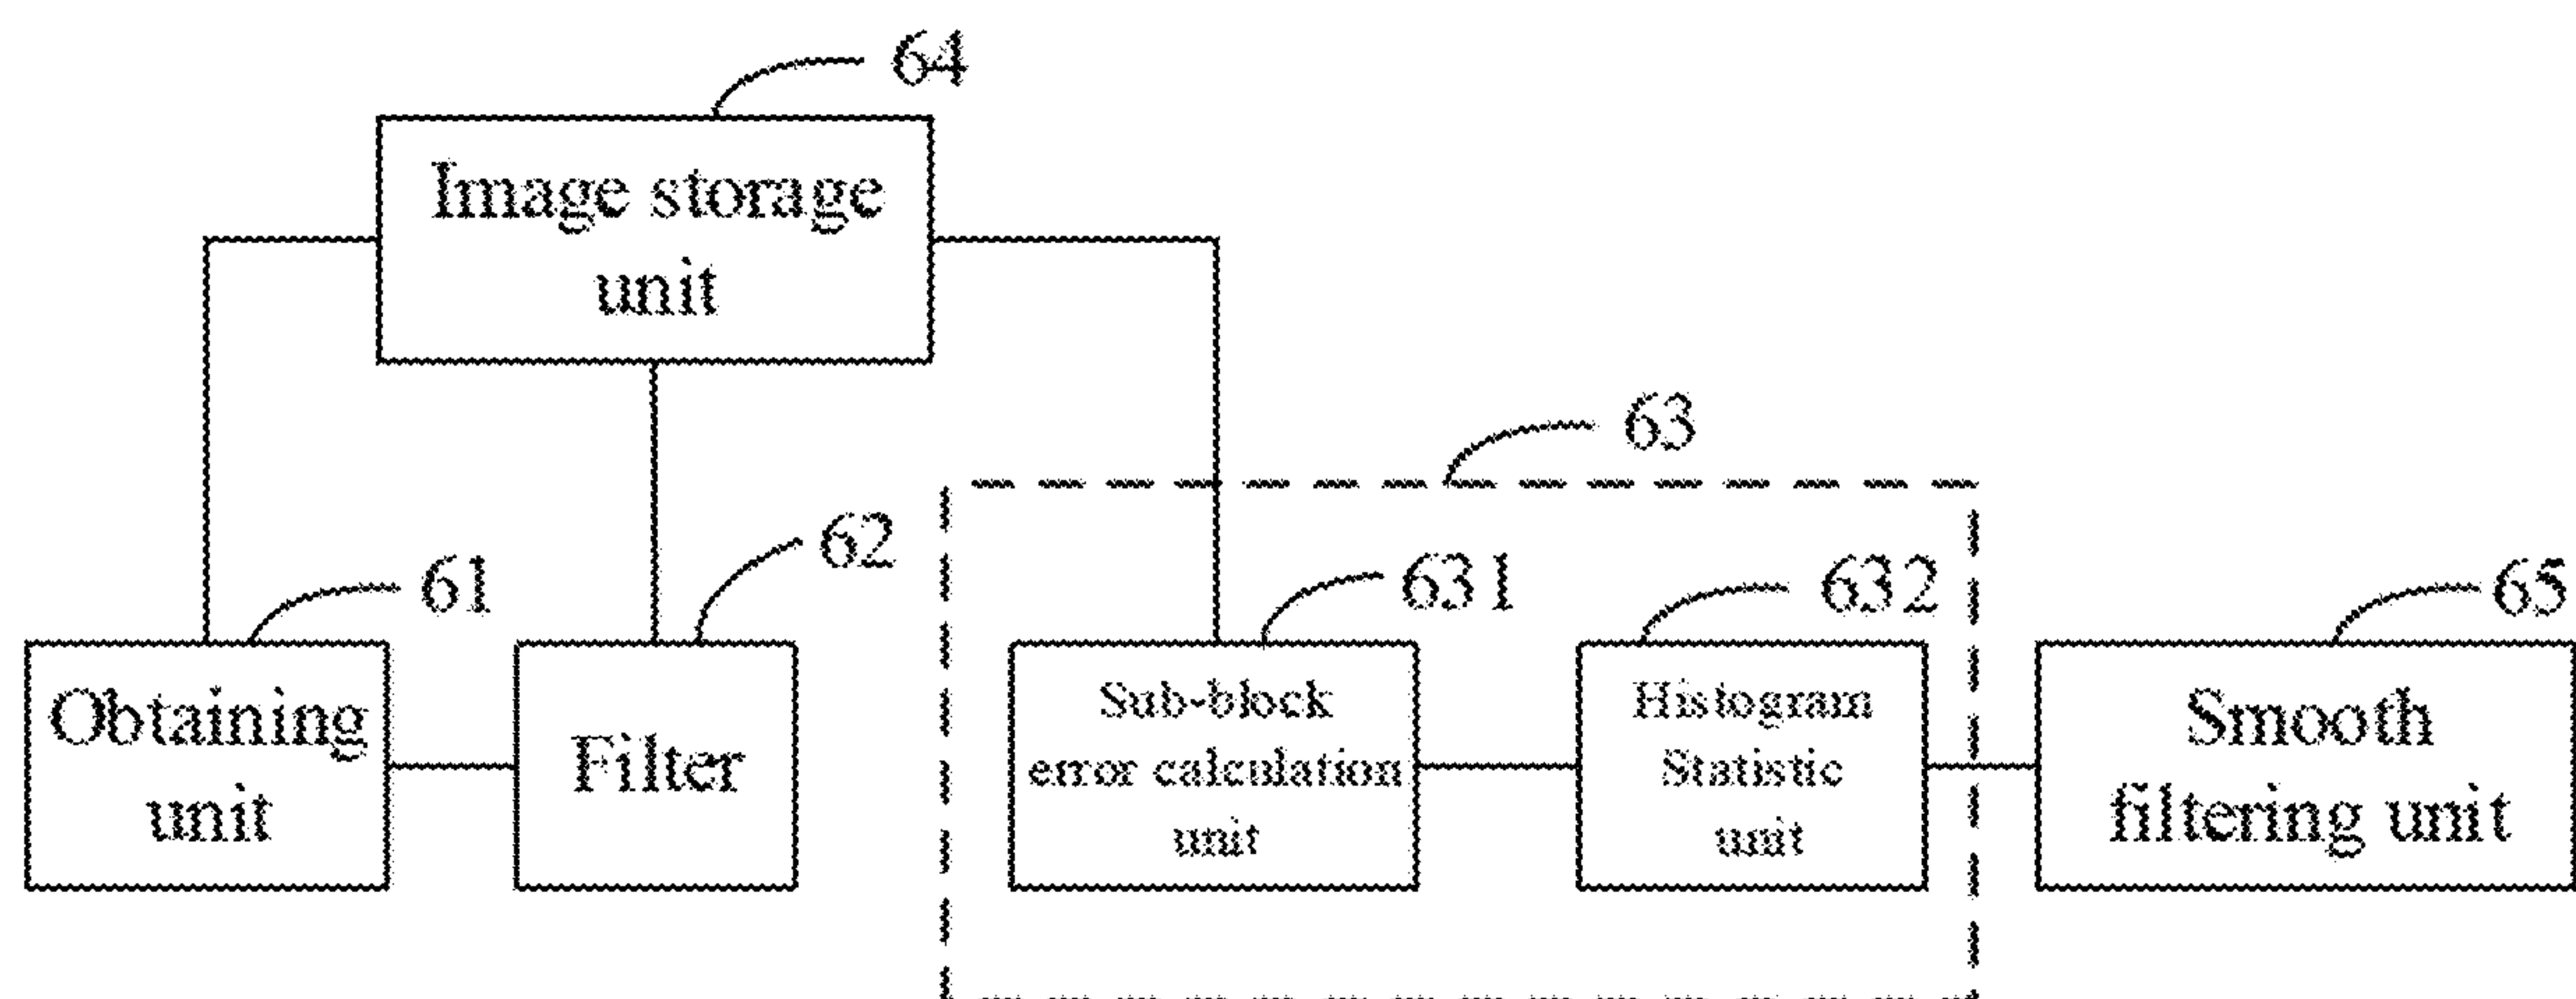 64
Image storage
unit
63
62
61
631
632
65
Obtaining
unit
Filter
Sub-block
error calculation
unit
Histogram
Statistic
unit
Smooth
filtering unit